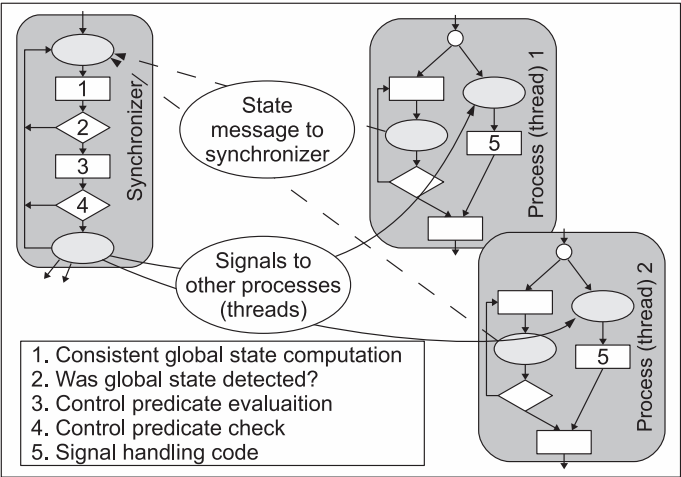 1
2
3
4
Synchronizer
State
message to
synchronizer
5
Process (thread) 1
Signals to
other processes
(threads)
5
Process (thread) 2
1. Consistent global state computation
2. Was global state detected?
3. Control predicate evaluaition
4. Control predicate check
5. Signal handling code